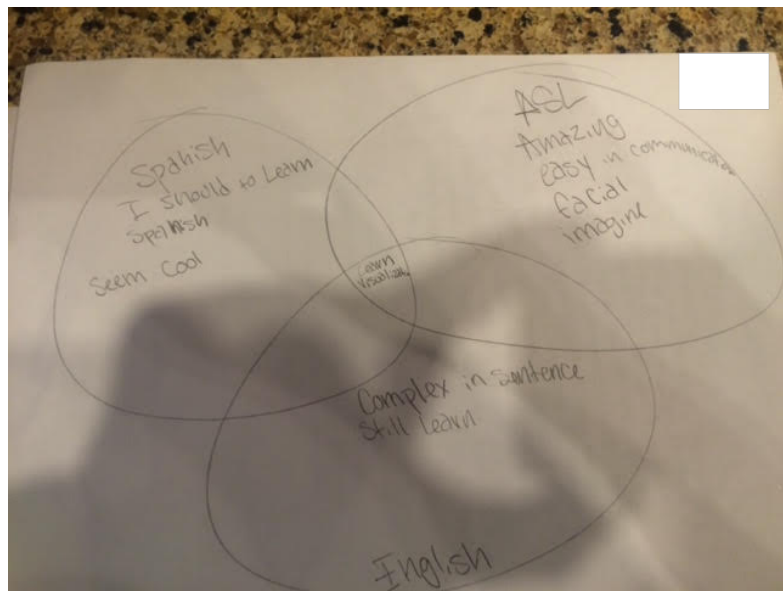 Spanish
I should to Learn
Spanish
Seem Cool
ASL
Amazing
easy in communication
facial
imagine
Learn
visualize
Complex in sentence
Still Learn
English